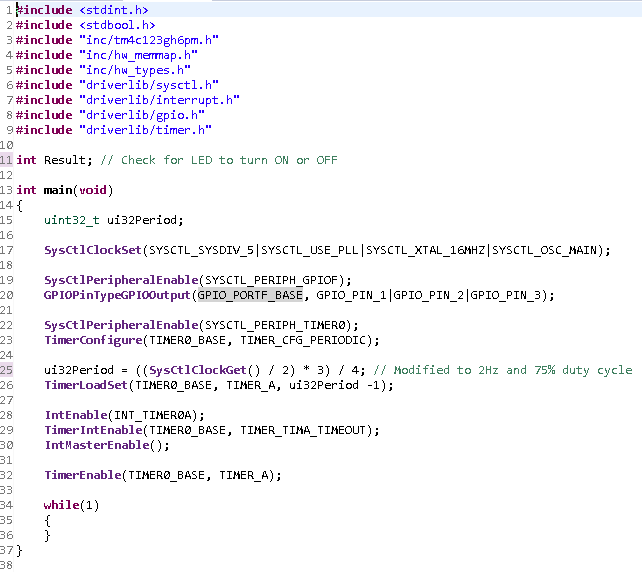 1 #include <stdint.h>
2 #include <stdbool.h>
3 #include "inc/tm4c123gh6pm.h"
4 #include "inc/hw_memmap.h"
5 #include "inc/hw_types.h"
6 #include "driverlib/sysctl.h"
7 #include "driverlib/interrupt.h"
8 #include "driverlib/gpio.h"
9 #include "driverlib/timer.h"
10
11 int Result; // Check for LED to turn ON or OFF
12
13 int main(void)
14 {
15     uint32_t ui32Period;
16
17     SysCtlClockSet(SYSCTL_SYSDIV_5|SYSCTL_USE_PLL|SYSCTL_XTAL_16MHZ|SYSCTL_OSC_MAIN);
18
19     SysCtlPeripheralEnable(SYSCTL_PERIPH_GPIOF);
20     GPIOPinTypeGPIOOutput(GPIO_PORTF_BASE, GPIO_PIN_1|GPIO_PIN_2|GPIO_PIN_3);
21
22     SysCtlPeripheralEnable(SYSCTL_PERIPH_TIMER0);
23     TimerConfigure(TIMER0_BASE, TIMER_CFG_PERIODIC);
24
25     ui32Period = ((SysCtlClockGet() / 2) * 3) / 4; // Modified to 2Hz and 75% duty cycle
26     TimerLoadSet(TIMER0_BASE, TIMER_A, ui32Period -1);
27
28     IntEnable(INT_TIMER0A);
29     TimerIntEnable(TIMER0_BASE, TIMER_TIMA_TIMEOUT);
30     IntMasterEnable();
31
32     TimerEnable(TIMER0_BASE, TIMER_A);
33
34     while(1)
35     {
36     }
37 }
38